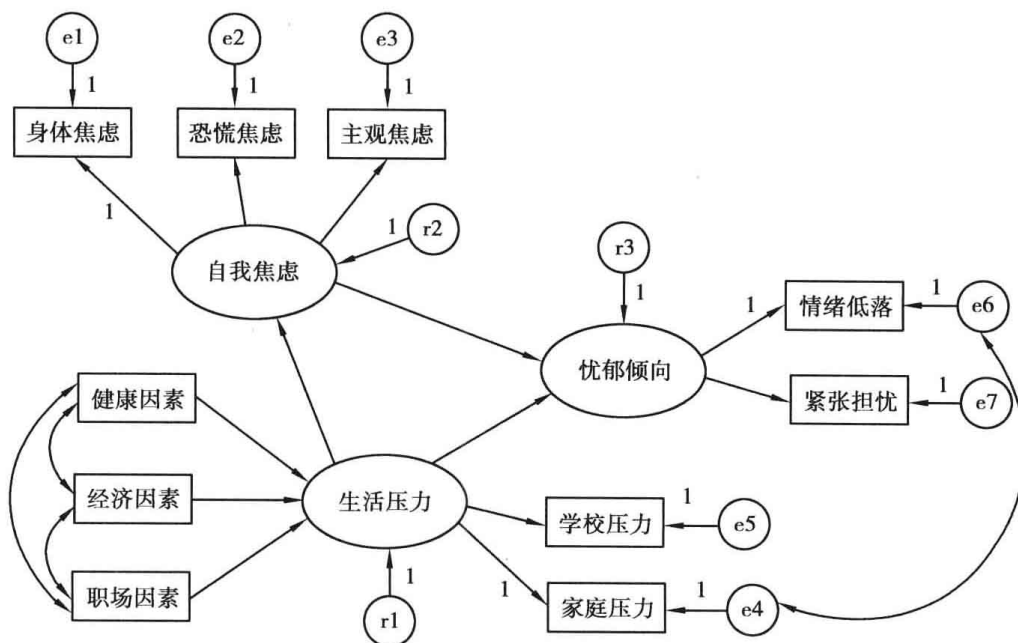 e1
e2
e3
1
1
1
身体焦虑
恐慌焦虑
主观焦虑
1
1
r2
r3
自我焦虑
1
1
情绪低落
1
e6
忧郁倾向
健康因素
紧张担忧
1
e7
经济因素
生活压力
学校压力
1
e5
职场因素
1
1
家庭压力
1
e4
r1